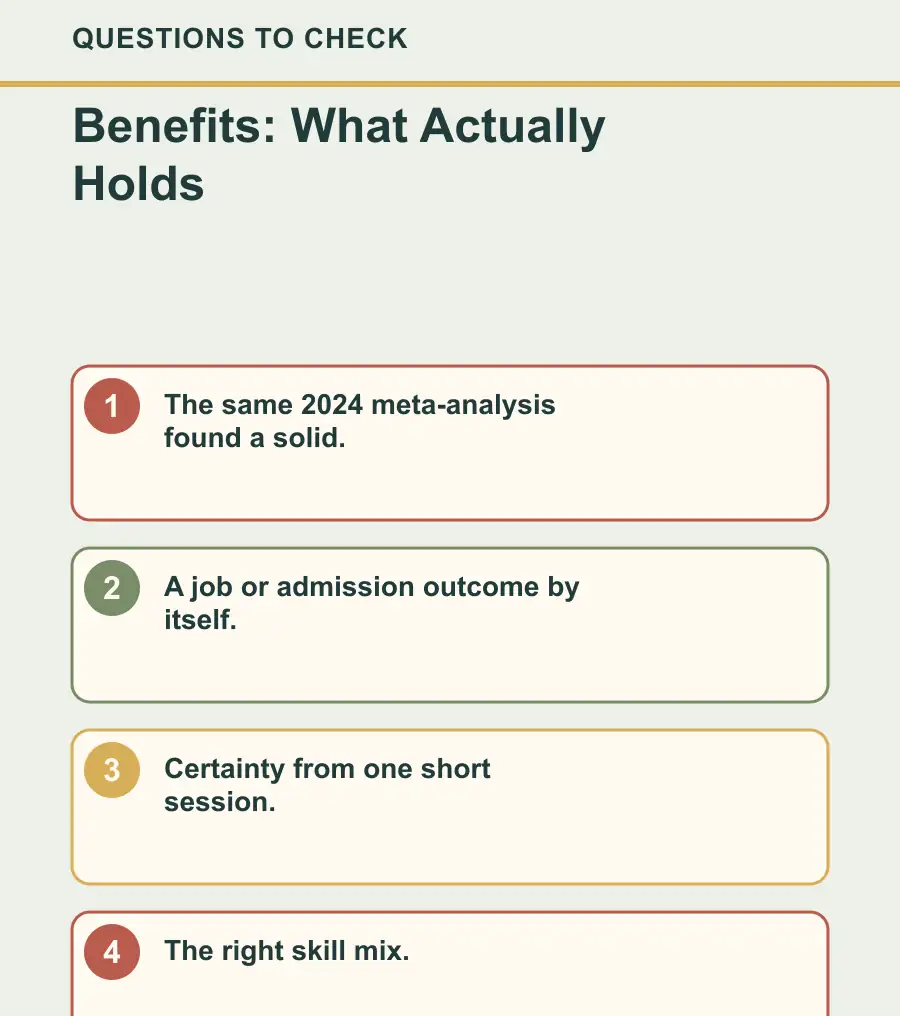 QUESTIONS TO CHECK
Benefits: What Actually
Holds
1
The same 2024 meta-analysis
found a solid.
2
A job or admission outcome by
itself.
3
Certainty from one short
session.
4
The right skill mix.